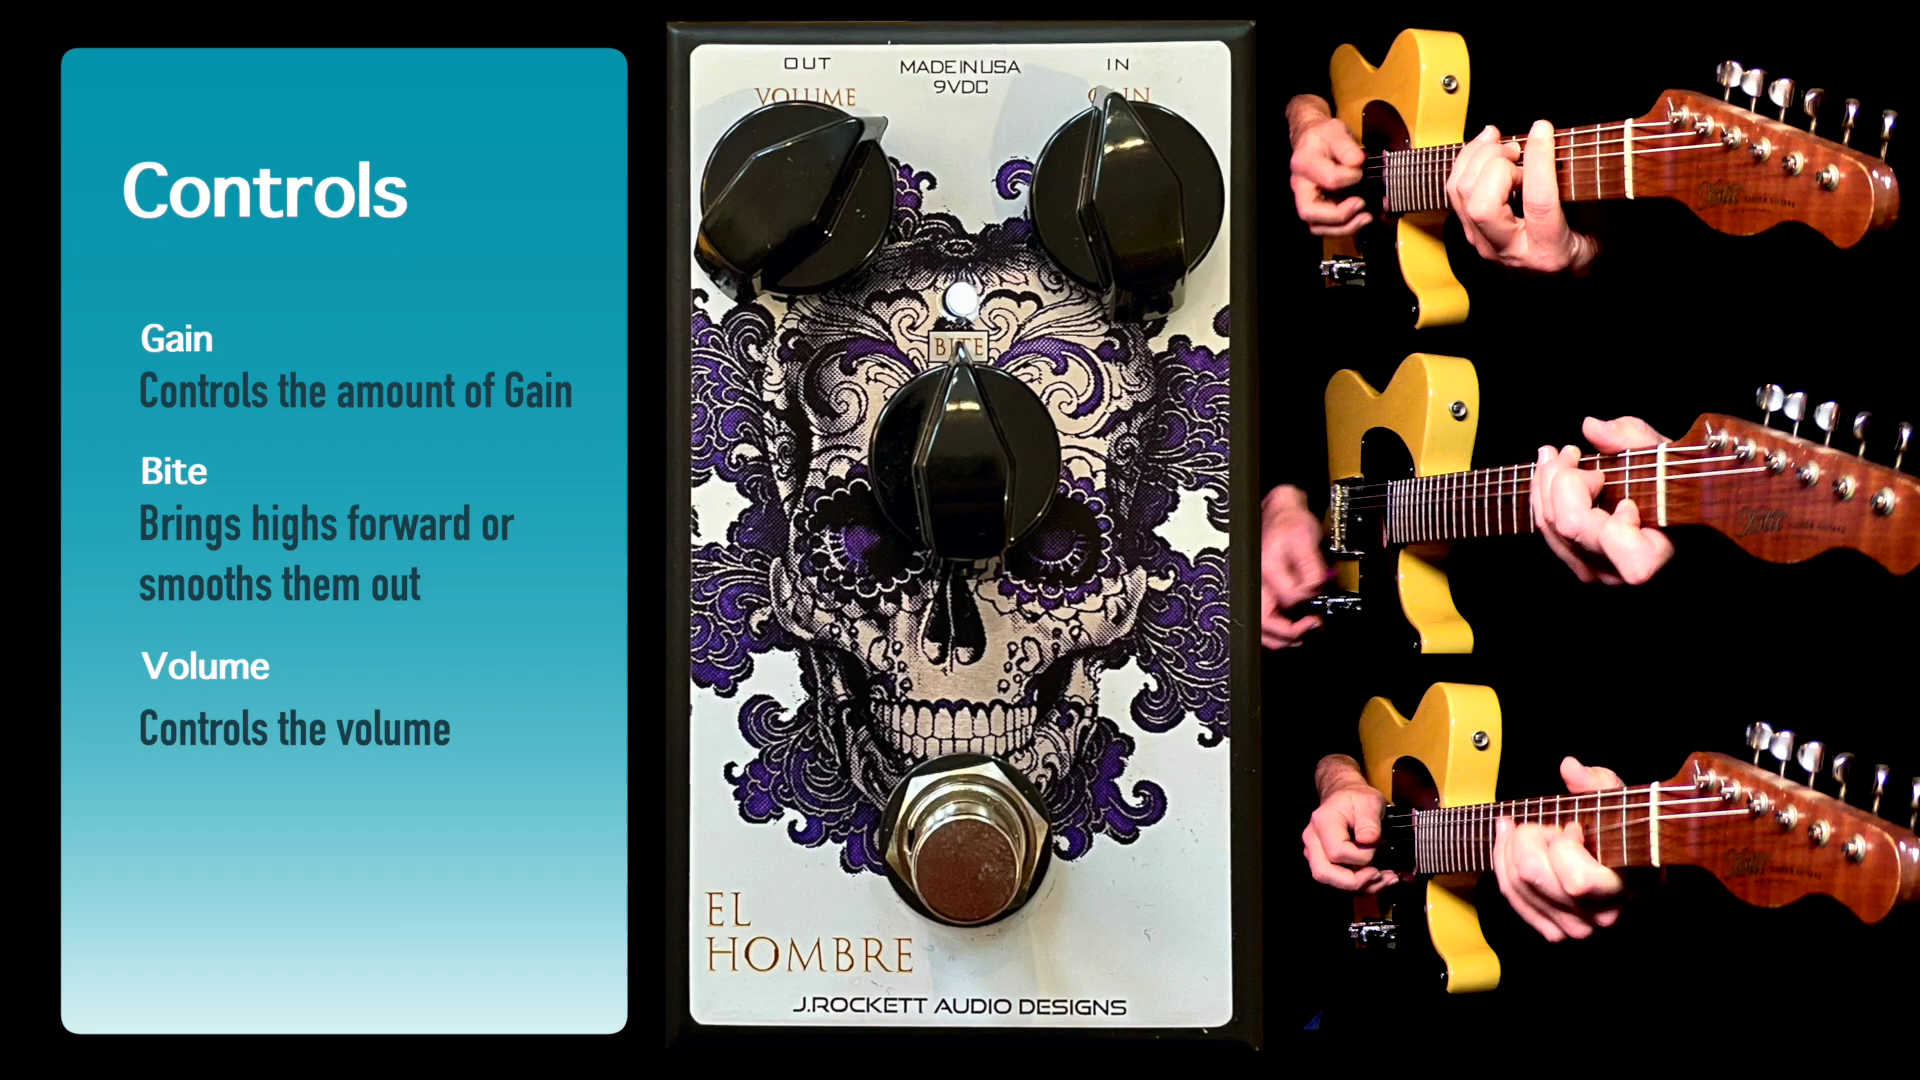 Controls
Gain
Controls the amount of Gain
Bite
Brings highs forward or
smooths them out
Volume
Controls the volume
OUT
MADE IN USA
9VDC
IN
VOLUME
GAIN
BITE
EL
HOMBRE
J.ROCKETT AUDIO DESIGNS